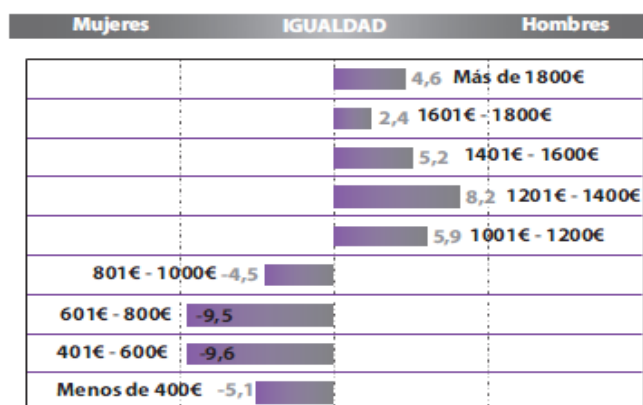 Mujeres IGUALDAD Hombres
4,6 Más de 1800€
2,4 1601€ - 1800€
5,2 1401€ - 1600€
8,2 1201€ - 1400€
5,9 1001€ - 1200€
801€ - 1000€ -4,5
601€ - 800€ -9,5
401€ - 600€ -9,6
Menos de 400€ -5,1